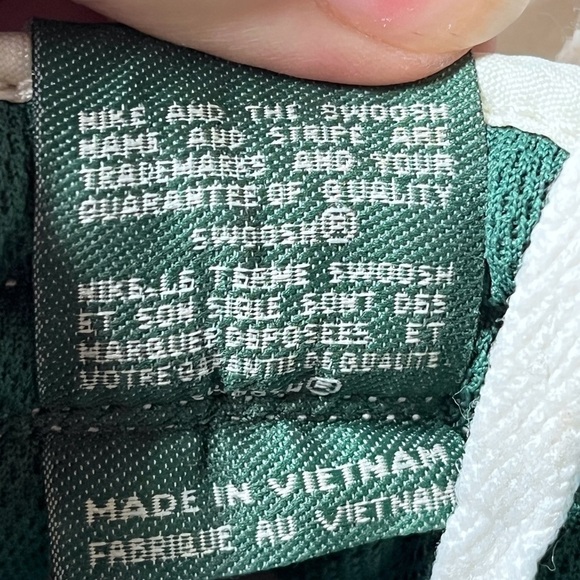 NIKE AND THE SWOOSH
NAME AND STRIPE ARE
TRADEMARKS AND YOUR
GUARANTEE OF QUALITY
SWOOSH®
NIKE-LE TERME SWOOSH
ET SON SIGLE SONT DES
MARQUES DEPOSEES ET
VOTRE GARANTIE DE QUALITE
SWOOSH®
MADE IN VIETNAM
FABRIQUE AU VIETNAM